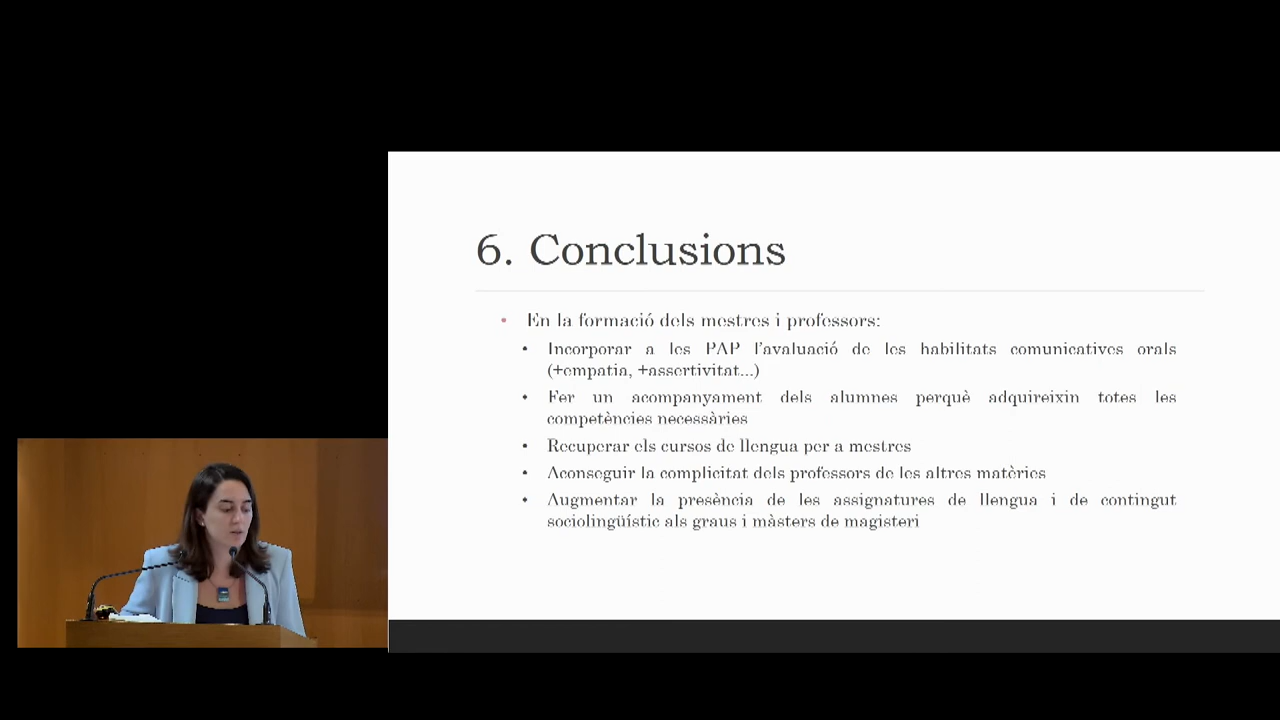 6. Conclusions
• En la formació dels mestres i professors:
• Incorporar a les PAP l'avaluació de les habilitats comunicatives orals
(+empatia, +assertivitat...)
• Fer un acompanyament dels alumnes perquè adquireixin totes les
competències necessàries
• Recuperar els cursos de llengua per a mestres
• Aconseguir la complicitat dels professors de les altres matèries
• Augmentar la presència de les assignatures de llengua i de contingut
sociolingüístic als graus i màsters de magisteri